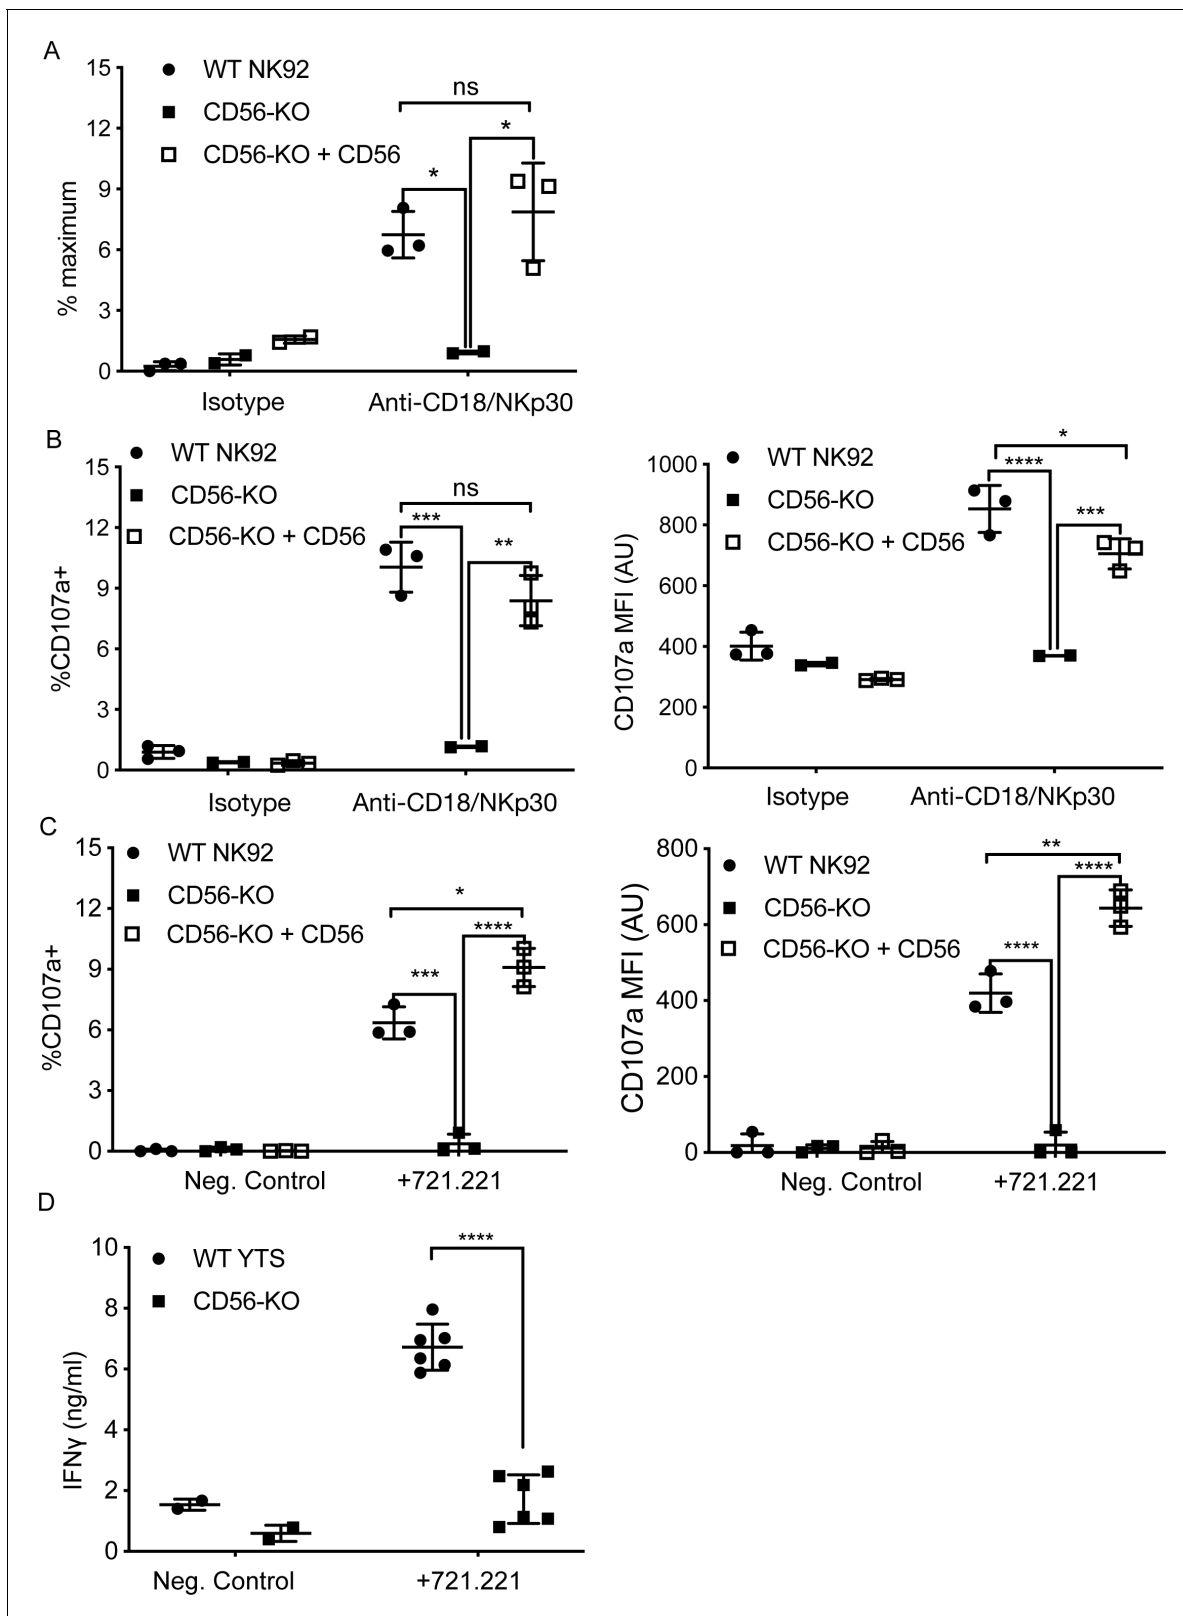 A
15
12
9
6
3
0
% maximum
WT NK92
CD56-KO
CD56-KO + CD56
ns
*
*
Isotype
Anti-CD18/NKp30
B
15
12
9
6
3
0
%CD107a+
WT NK92
CD56-KO
CD56-KO + CD56
ns
***
**
Isotype
Anti-CD18/NKp30
1000
800
600
400
200
0
CD107a MFI (AU)
WT NK92
CD56-KO
CD56-KO + CD56
*
****
***
Isotype
Anti-CD18/NKp30
C
15
12
9
6
3
0
%CD107a+
WT NK92
CD56-KO
CD56-KO + CD56
*
****
***
Neg. Control
+721.221
800
600
400
200
0
CD107a MFI (AU)
WT NK92
CD56-KO
CD56-KO + CD56
**
****
****
Neg. Control
+721.221
D
10
8
6
4
2
0
IFNγ (ng/ml)
WT YTS
CD56-KO
****
Neg. Control
+721.221